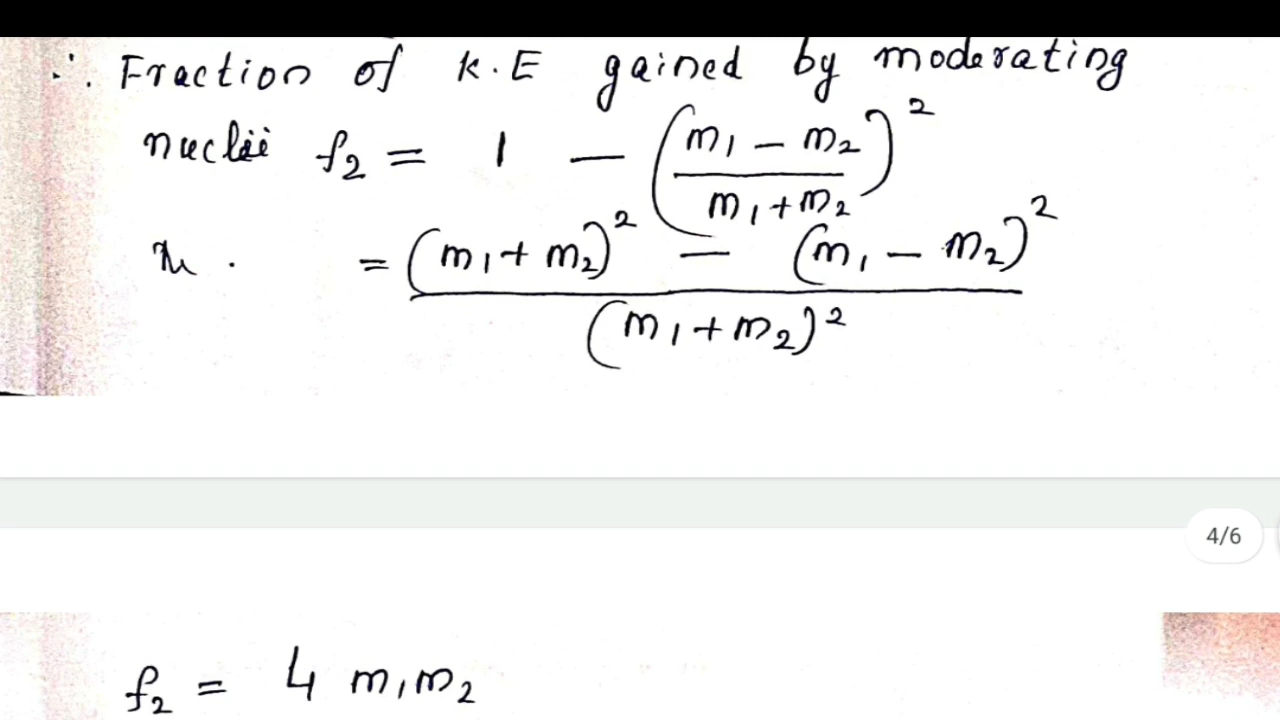 ∴ Fraction of K.E gained by moderating
nuclei f₂ = 1 − (m₁ − m₂ / m₁ + m₂)²
= (m₁ + m₂)² − (m₁ − m₂)² / (m₁ + m₂)²
4/6
f₂ = 4 m₁m₂